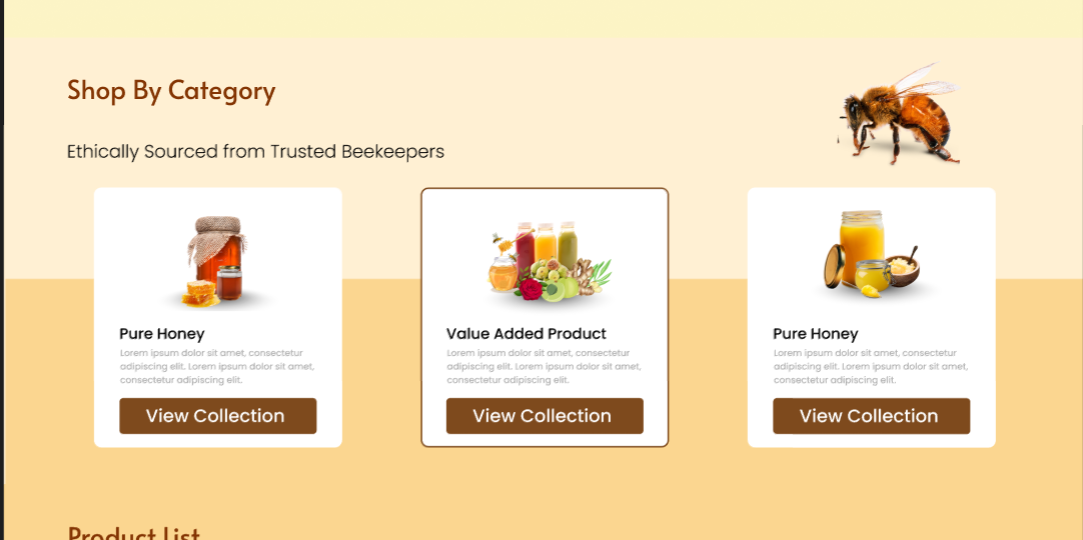 Shop By Category
Ethically Sourced from Trusted Beekeepers
Pure Honey
Lorem ipsum dolor sit amet, consectetur
adipiscing elit. Lorem ipsum dolor sit amet,
consectetur adipiscing elit.
View Collection
Value Added Product
Lorem ipsum dolor sit amet, consectetur
adipiscing elit. Lorem ipsum dolor sit amet,
consectetur adipiscing elit.
View Collection
Pure Honey
Lorem ipsum dolor sit amet, consectetur
adipiscing elit. Lorem ipsum dolor sit amet,
consectetur adipiscing elit.
View Collection
Product List